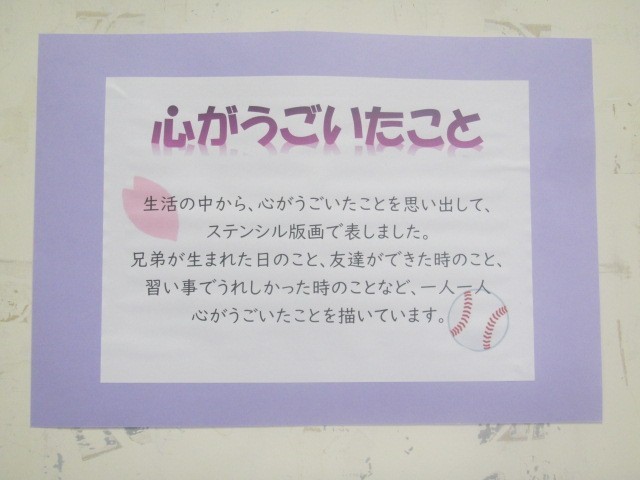 心がうごいたこと
生活の中から、心がうごいたことを思い出して、
ステンシル版画で表しました。
兄弟が生まれた日のこと、友達ができた時のこと、
習い事でうれしかった時のことなど、一人一人
心がうごいたことを描いています。